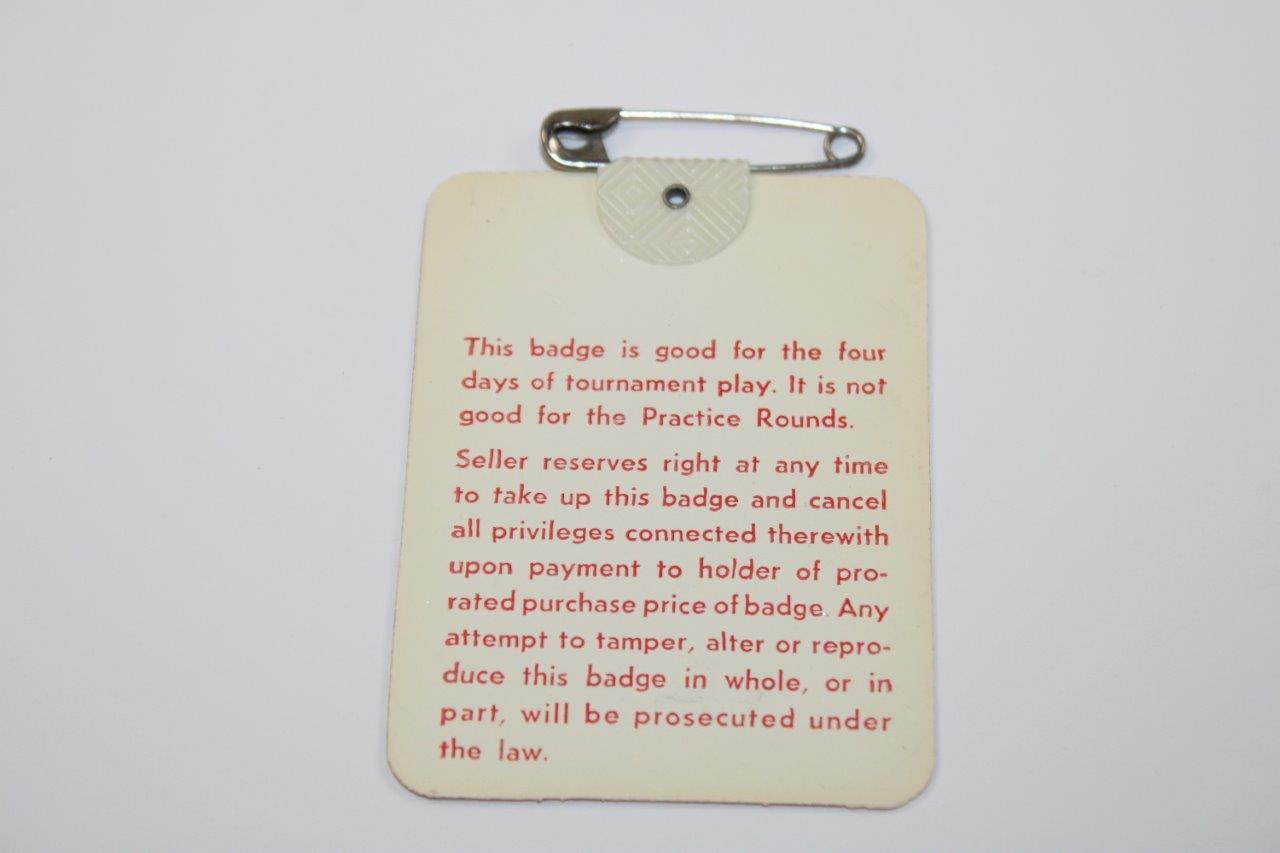 This badge is good for the four
days of tournament play. It is not
good for the Practice Rounds.
Seller reserves right at any time
to take up this badge and cancel
all privileges connected therewith
upon payment to holder of pro-
rated purchase price of badge. Any
attempt to tamper, alter or repro-
duce this badge in whole, or in
part, will be prosecuted under
the law.